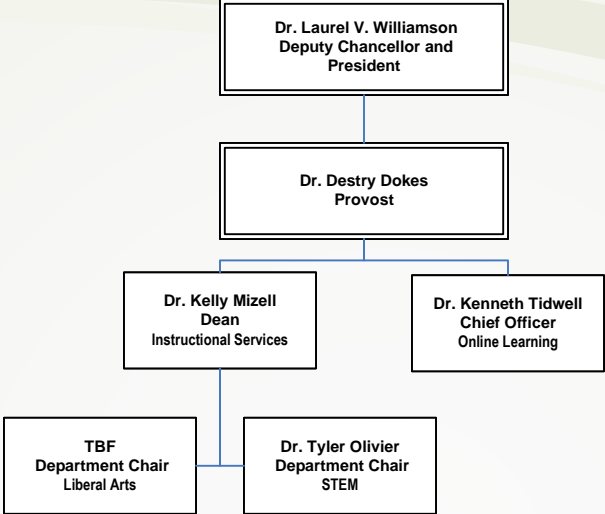 Dr. Laurel V. Williamson
Deputy Chancellor and
President
Dr. Destry Dokes
Provost
Dr. Kelly Mizell
Dean
Instructional Services
Dr. Kenneth Tidwell
Chief Officer
Online Learning
TBF
Department Chair
Liberal Arts
Dr. Tyler Olivier
Department Chair
STEM